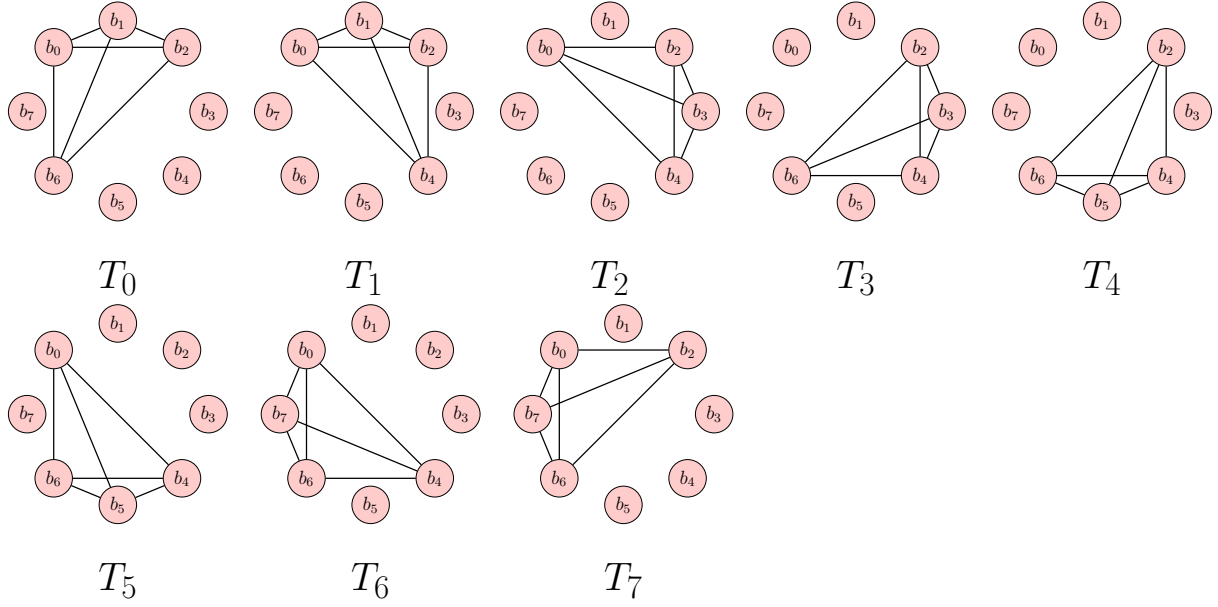 b₁
b₀ b₂
b₇ b₃
b₆ b₄
b₅
T₀
b₁
b₀ b₂
b₇ b₃
b₆ b₄
b₅
T₁
b₁
b₀ b₂
b₇ b₃
b₆ b₄
b₅
T₂
b₁
b₀ b₂
b₇ b₃
b₆ b₄
b₅
T₃
b₁
b₀ b₂
b₇ b₃
b₆ b₄
b₅
T₄
b₁
b₀ b₂
b₇ b₃
b₆ b₄
b₅
T₅
b₁
b₀ b₂
b₇ b₃
b₆ b₄
b₅
T₆
b₁
b₀ b₂
b₇ b₃
b₆ b₄
b₅
T₇